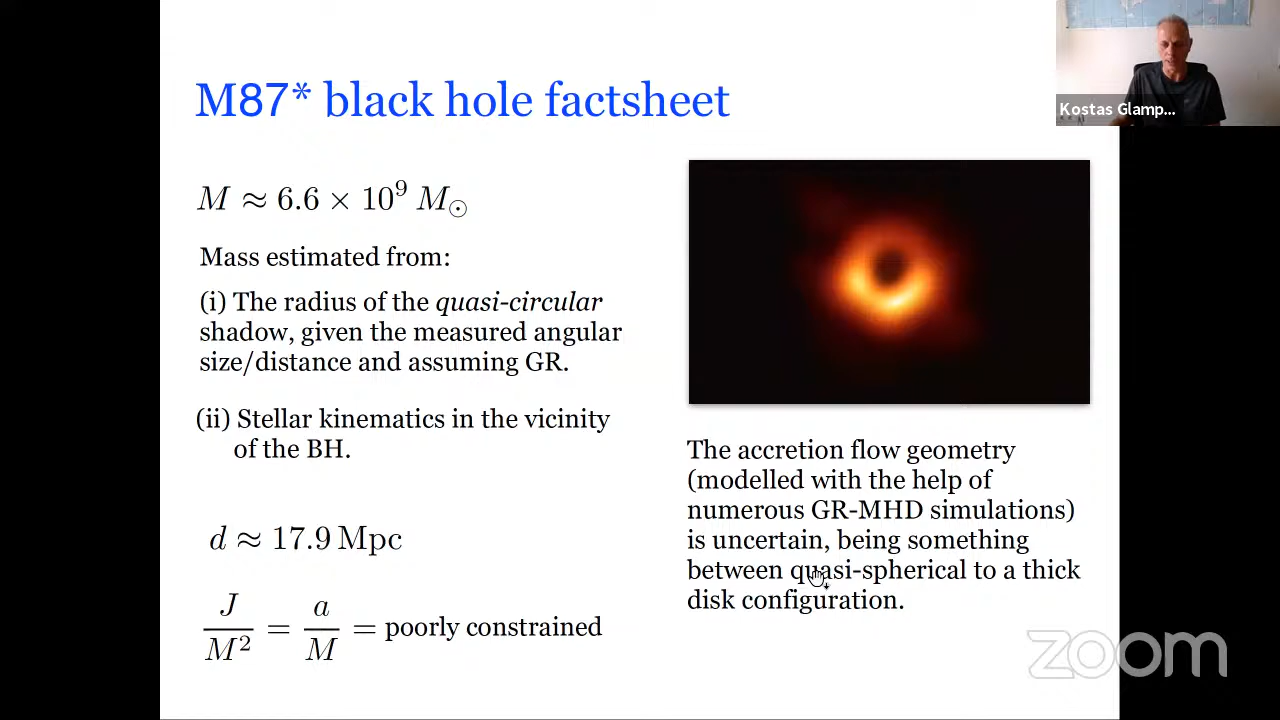 M87* black hole factsheet
Kostas Glamp...
M ≈ 6.6 × 10⁹ M⊙
Mass estimated from:
(i) The radius of the quasi-circular
shadow, given the measured angular
size/distance and assuming GR.
(ii) Stellar kinematics in the vicinity
of the BH.
d ≈ 17.9 Mpc
J/M² = a/M = poorly constrained
The accretion flow geometry
(modelled with the help of
numerous GR-MHD simulations)
is uncertain, being something
between quasi-spherical to a thick
disk configuration.
zoom